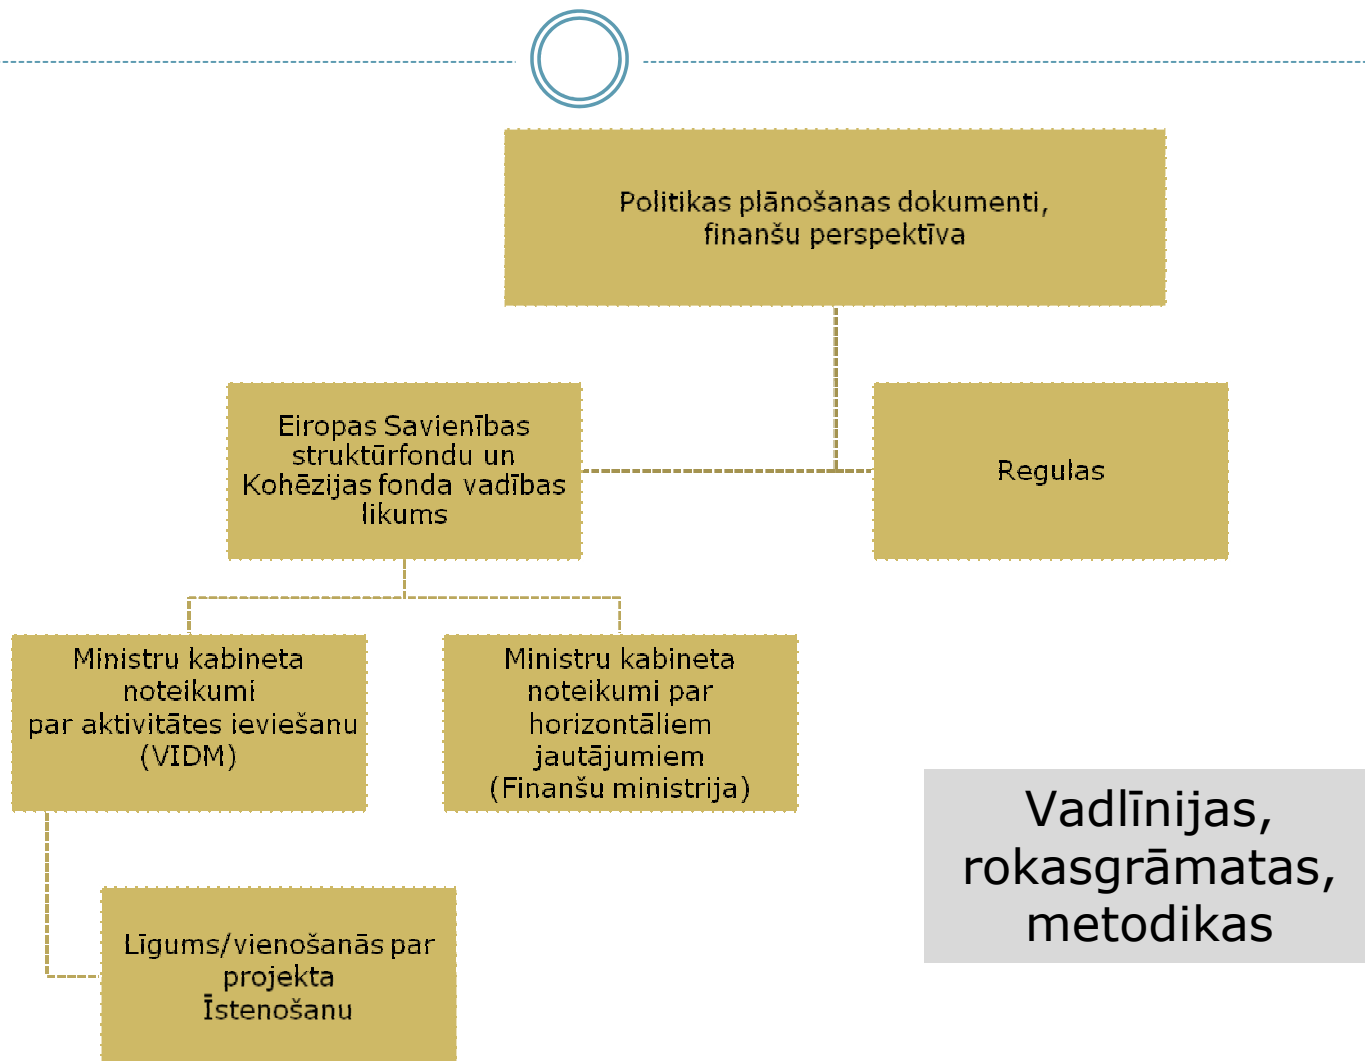 Politikas plānošanas dokumenti,
finanšu perspektīva
Eiropas Savienības
struktūrfondu un
Kohēzijas fonda vadības
likums
Regulas
Ministru kabineta
noteikumi
par aktivitātes ieviešanu
(VIDM)
Ministru kabineta
noteikumi par
horizontāliem
jautājumiem
(Finanšu ministrija)
Vadlīnijas,
rokasgrāmatas,
metodikas
Līgums/vienošanās par
projekta
Īstenošanu